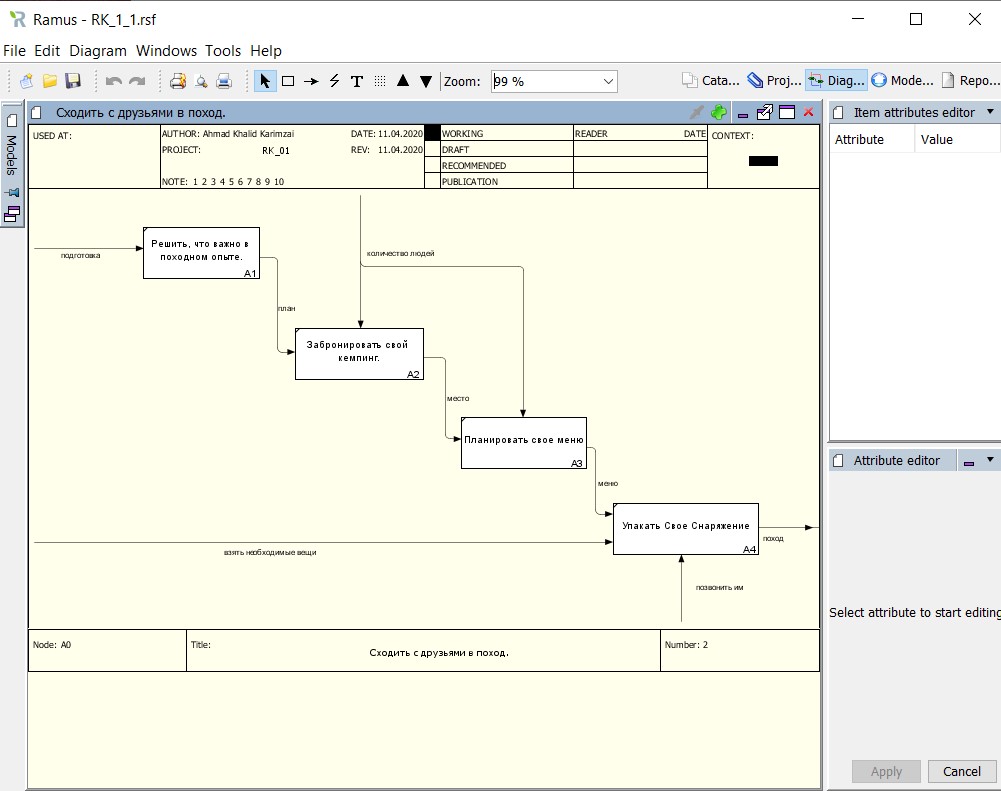 Ramus - RK_1_1.rsf
File Edit Diagram Windows Tools Help
Zoom: 99 % Cata... Proj... Diag... Mode... Repo...
Models
Сходить с друзьями в поход.
USED AT:
AUTHOR: Ahmad Khalid Karimzai DATE: 11.04.2020
PROJECT: RK_01 REV: 11.04.2020
NOTE: 1 2 3 4 5 6 7 8 9 10
WORKING
DRAFT
RECOMMENDED
PUBLICATION
READER DATE
CONTEXT:
подготовка
Решить, что важно в
походном опыте.
A1
количество людей
план
Забронировать свой
кемпинг.
A2
место
Планировать свое меню
A3
меню
Упакать Свое Снаряжение
A4
поход
взять необходимые вещи
позвонить им
Node: A0
Title:
Сходить с друзьями в поход.
Number: 2
Item attributes editor
Attribute Value
Attribute editor
Select attribute to start editing
Apply Cancel